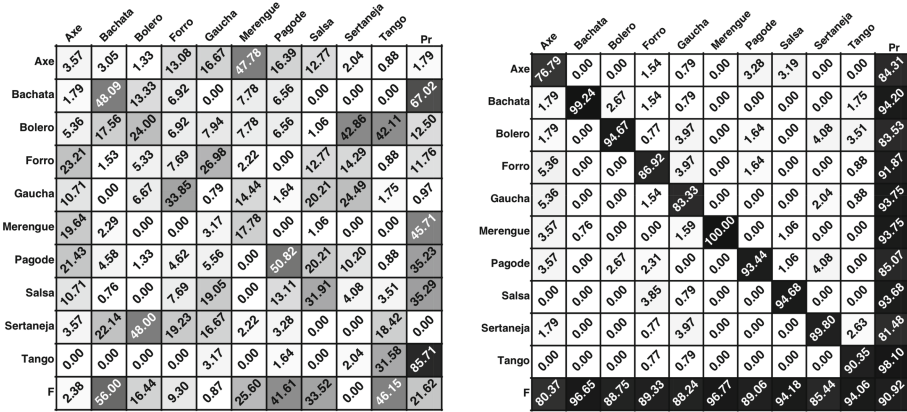 Axe Bachata Bolero Forro Gaucha Merengue Pagode Salsa Sertaneja Tango Pr
Axe 3.57 3.05 1.33 13.08 16.67 47.78 16.39 12.77 2.04 0.88 1.79
Bachata 1.79 48.09 13.33 6.92 0.00 7.78 6.56 0.00 0.00 0.00 67.02
Bolero 5.36 17.56 24.00 6.92 7.94 7.78 6.56 1.06 42.86 42.11 12.50
Forro 23.21 1.53 5.33 7.69 26.98 2.22 0.00 12.77 14.29 0.88 11.76
Gaucha 10.71 0.00 6.67 33.85 0.79 14.44 1.64 20.21 24.49 1.75 0.97
Merengue 19.64 2.29 0.00 0.00 3.17 17.78 0.00 1.06 0.00 0.00 45.71
Pagode 21.43 4.58 1.33 4.62 5.56 0.00 50.82 20.21 10.20 0.88 35.23
Salsa 10.71 0.76 0.00 7.69 19.05 0.00 13.11 31.91 4.08 3.51 35.29
Sertaneja 3.57 22.14 48.00 19.23 16.67 2.22 3.28 0.00 0.00 18.42 0.00
Tango 0.00 0.00 0.00 0.00 3.17 0.00 1.64 0.00 2.04 31.58 85.71
F 2.38 56.00 16.44 9.30 0.87 25.60 41.61 33.52 0.00 46.15 21.62
Axe Bachata Bolero Forro Gaucha Merengue Pagode Salsa Sertaneja Tango Pr
Axe 76.79 0.00 0.00 1.54 0.79 0.00 3.28 3.19 0.00 0.00 84.31
Bachata 1.79 99.24 2.67 1.54 0.79 0.00 0.00 0.00 0.00 1.75 94.20
Bolero 1.79 0.00 94.67 0.77 3.97 0.00 1.64 0.00 4.08 3.51 83.53
Forro 5.36 0.00 0.00 86.92 3.97 0.00 1.64 0.00 0.00 0.88 91.87
Gaucha 5.36 0.00 0.00 1.54 83.33 0.00 0.00 0.00 2.04 0.88 93.75
Merengue 3.57 0.76 0.00 0.00 1.59 100.00 0.00 1.06 0.00 0.00 93.75
Pagode 3.57 0.00 2.67 2.31 0.00 0.00 93.44 1.06 4.08 0.00 85.07
Salsa 0.00 0.00 0.00 3.85 0.79 0.00 0.00 94.68 0.00 0.00 93.68
Sertaneja 1.79 0.00 0.00 0.77 3.97 0.00 0.00 0.00 89.80 2.63 81.48
Tango 0.00 0.00 0.00 0.77 0.79 0.00 0.00 0.00 0.00 90.35 98.10
F 80.37 96.65 88.75 89.33 88.24 96.77 89.06 94.18 85.44 94.06 90.92